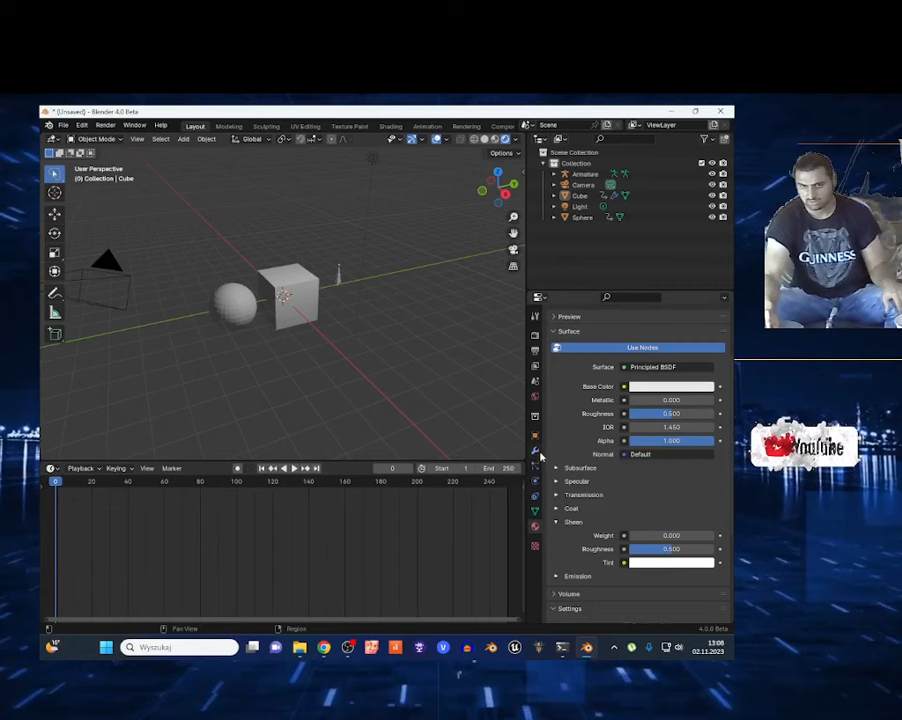 * (Unsaved) - Blender 4.0 Beta
File Edit Render Window Help Layout Modeling Sculpting UV Editing Texture Paint Shading Animation Rendering Compos Scene ViewLayer
Object Mode View Select Add Object Global
Options
User Perspective
(0) Collection | Cube
Scene Collection
Collection
Armature
Camera
Cube
Light
Sphere
Preview
Surface
Use Nodes
Surface Principled BSDF
Base Color
Metallic 0.000
Roughness 0.500
IOR 1.450
Alpha 1.000
Normal Default
Subsurface
Specular
Transmission
Coat
Sheen
Weight 0.000
Roughness 0.500
Tint
Emission
Volume
Settings
Playback Keying View Marker 0 Start 1 End 250
0 20 40 60 80 100 120 140 160 180 200 220 240
Pan View Region 4.0.0 Beta
16°
Wyszukaj
13:06
02.11.2023
GUINNESS
YouTube